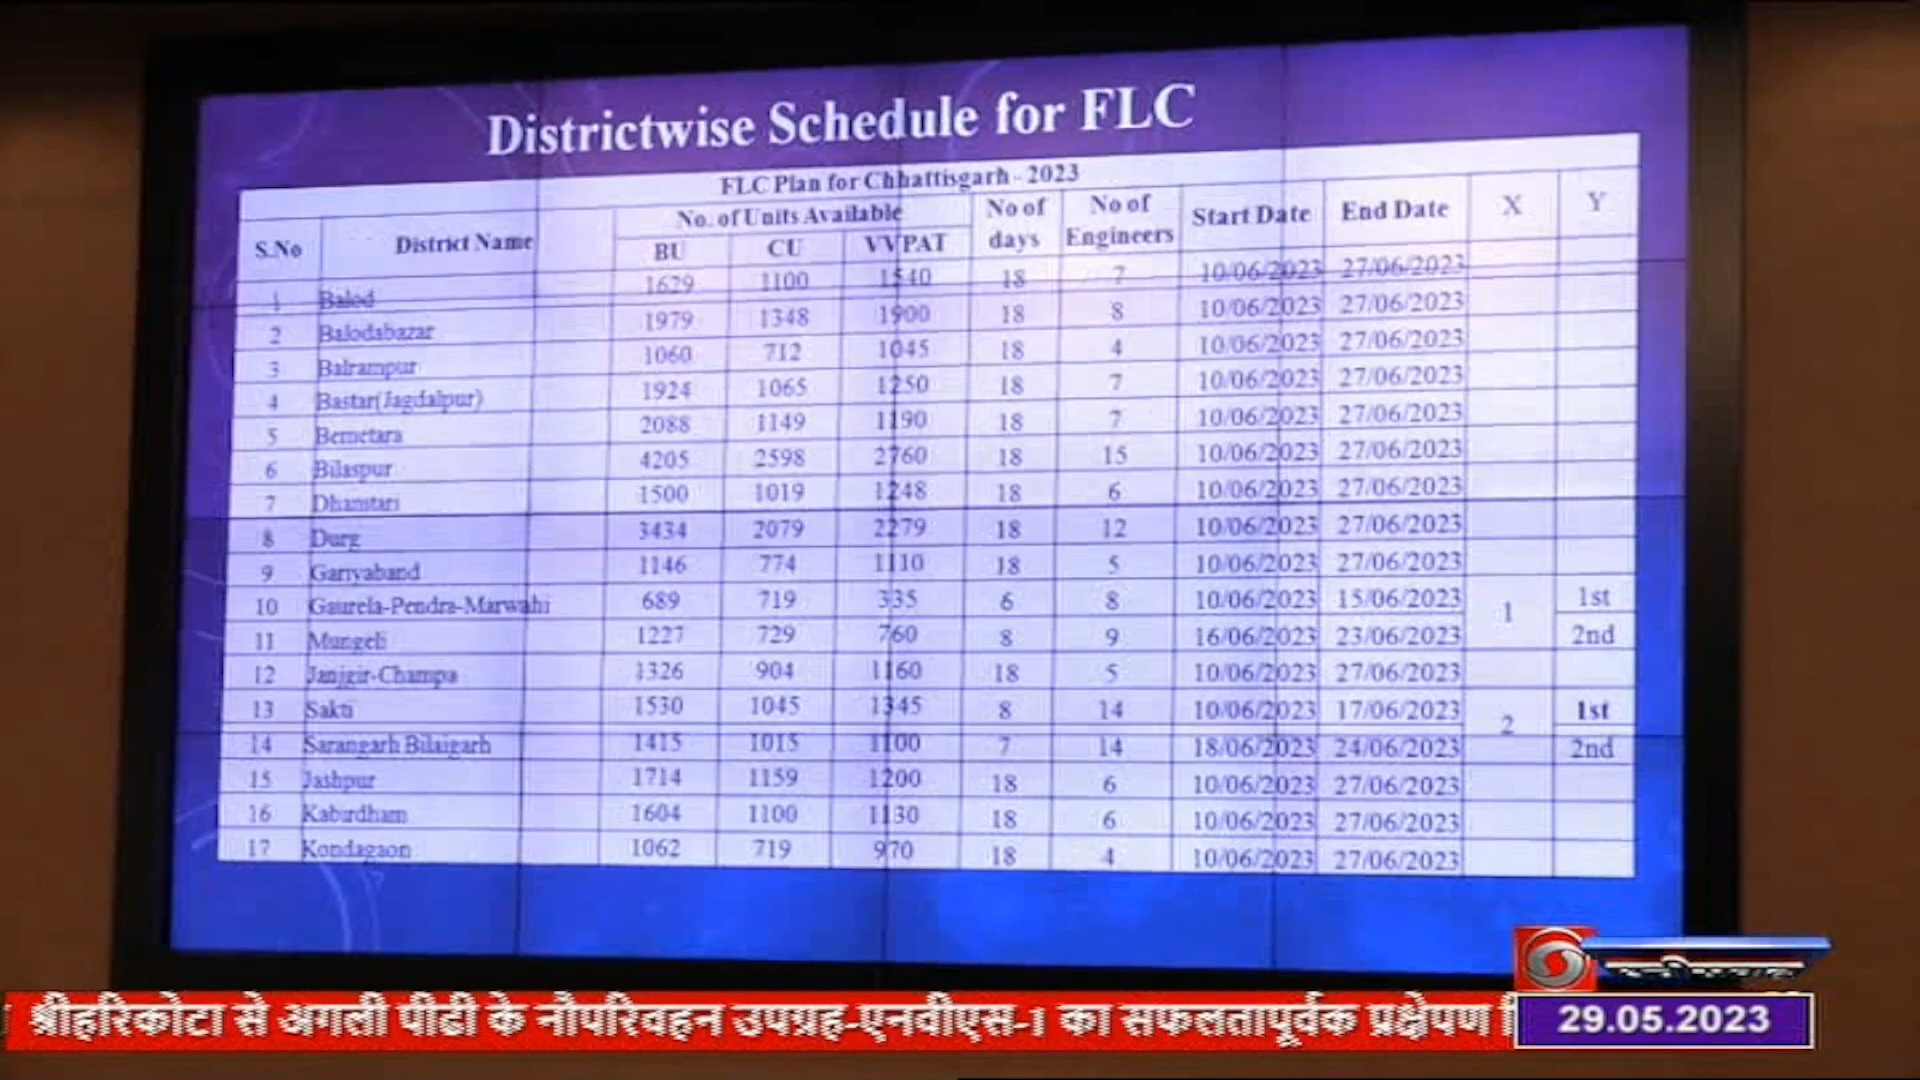 Districtwise Schedule for FLC
FLC Plan for Chhattisgarh - 2023
S.No District Name No. of Units Available No of days No of Engineers Start Date End Date X Y
BU CU VVPAT
1 Balod 1629 1100 1540 18 7 10/06/2023 27/06/2023
2 Balodabazar 1979 1348 1900 18 8 10/06/2023 27/06/2023
3 Balrampur 1060 712 1045 18 4 10/06/2023 27/06/2023
4 Bastar(Jagdalpur) 1924 1065 1250 18 7 10/06/2023 27/06/2023
5 Bemetara 2088 1149 1190 18 7 10/06/2023 27/06/2023
6 Bilaspur 4205 2598 2760 18 15 10/06/2023 27/06/2023
7 Dhamtari 1500 1019 1248 18 6 10/06/2023 27/06/2023
8 Durg 3434 2079 2279 18 12 10/06/2023 27/06/2023
9 Gariyaband 1146 774 1110 18 5 10/06/2023 27/06/2023
10 Gaurela-Pendra-Marwahi 689 719 335 6 8 10/06/2023 15/06/2023 1 1st
11 Mungeli 1227 729 760 8 9 16/06/2023 23/06/2023 2nd
12 Janjgir-Champa 1326 904 1160 18 5 10/06/2023 27/06/2023
13 Sakti 1530 1045 1345 8 14 10/06/2023 17/06/2023 2 1st
14 Sarangarh Bilaigarh 1415 1015 1100 7 14 18/06/2023 24/06/2023 2nd
15 Jashpur 1714 1159 1200 18 6 10/06/2023 27/06/2023
16 Kabirdham 1604 1100 1130 18 6 10/06/2023 27/06/2023
17 Kondagaon 1062 719 970 18 4 10/06/2023 27/06/2023
श्रीहरिकोटा से अगली पीढी के नौपरिवहन उपग्रह-एनवीएस-1 का सफलतापूर्वक प्रक्षेपण
29.05.2023